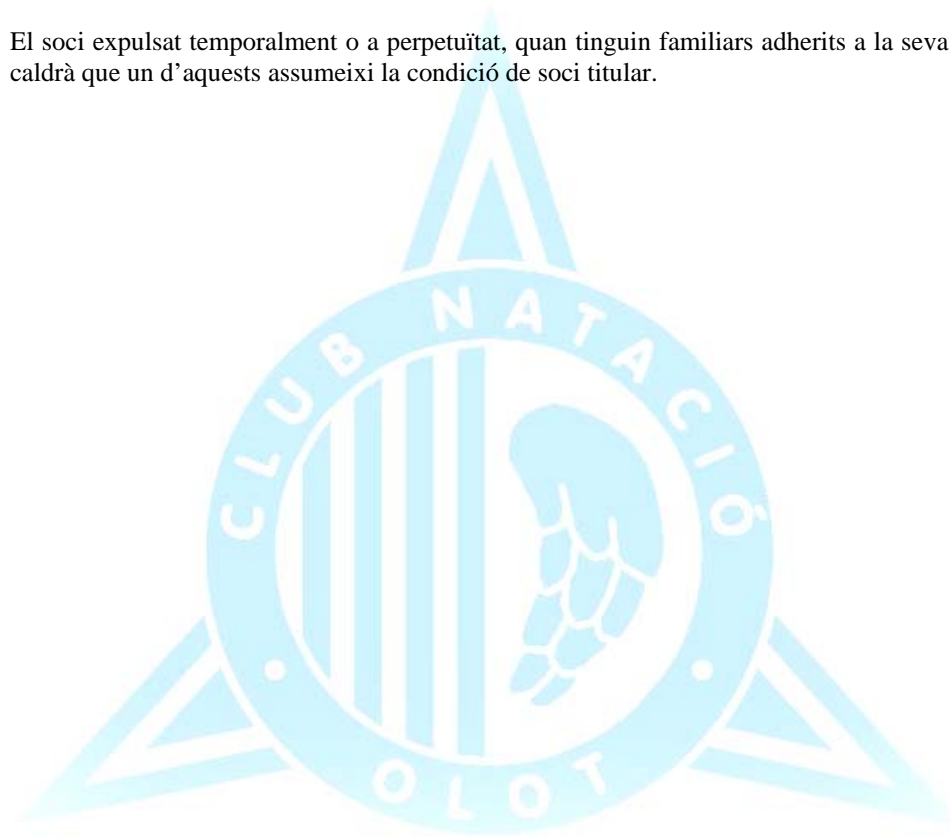 El soci expulsat temporalment o a perpetuïtat, quan tinguin familiars adherits a la seva
caldrà que un d’aquests assumeixi la condició de soci titular.
CLUB NATACIÓ
OLOT